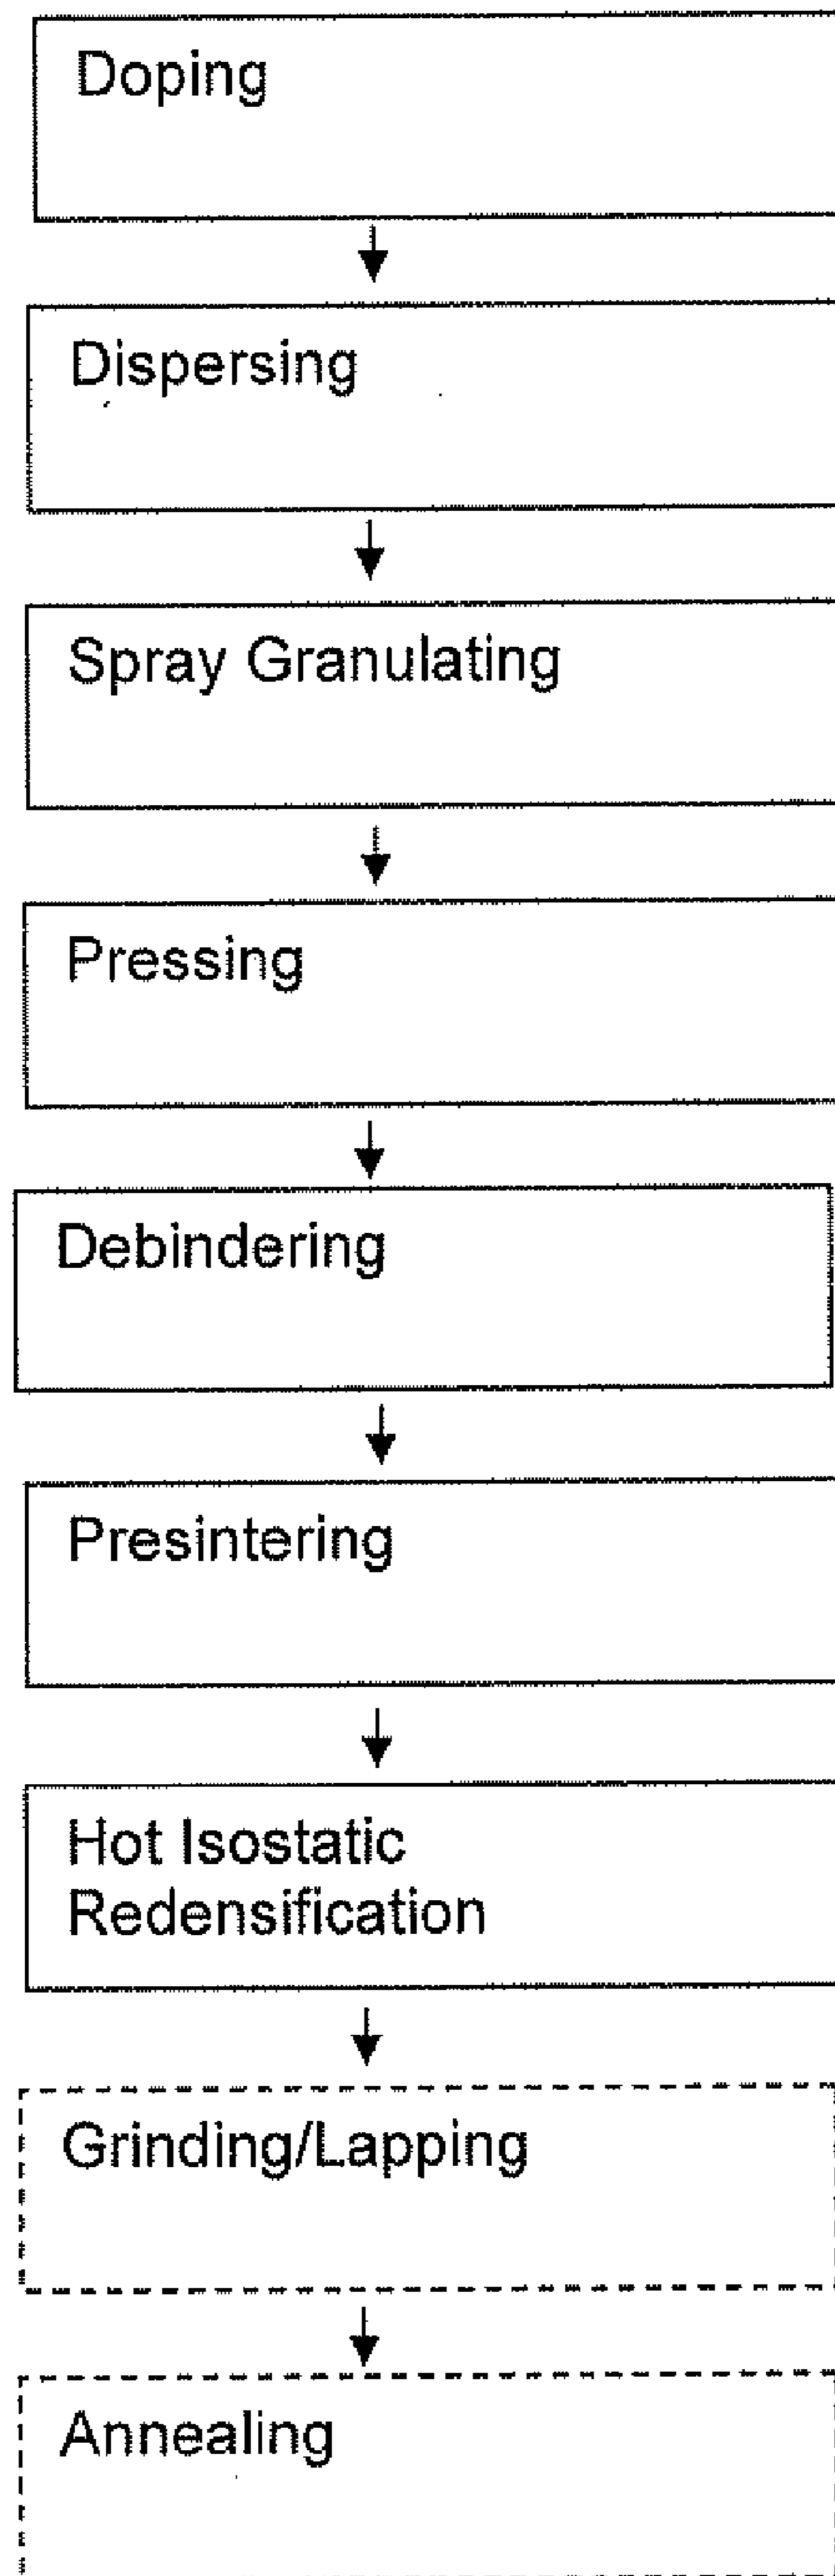 Doping
Dispersing
Spray Granulating
Pressing
Debindering
Presintering
Hot Isostatic
Redensification
Grinding/Lapping
Annealing